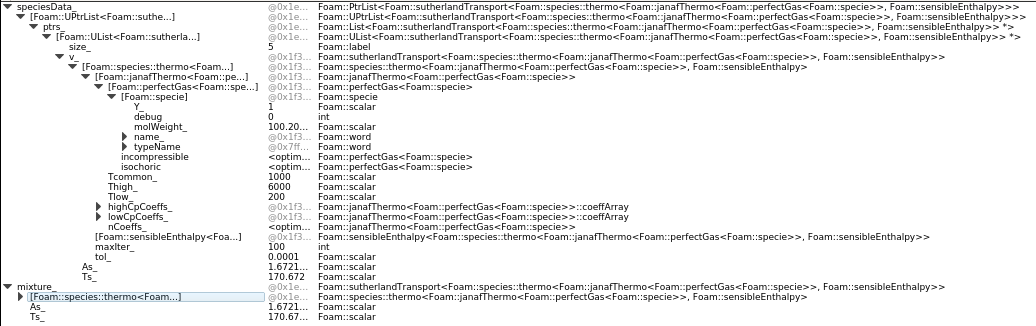 speciesData_ @0x1e... Foam::PtrList<Foam::sutherlandTransport<Foam::species::thermo<Foam::janafThermo<Foam::perfectGas<Foam::specie>>, Foam::sensibleEnthalpy>>>
[Foam::UPtrList<Foam::suthe...] @0x1e... Foam::UPtrList<Foam::sutherlandTransport<Foam::species::thermo<Foam::janafThermo<Foam::perfectGas<Foam::specie>>, Foam::sensibleEnthalpy>>>
ptrs_ @0x1e... Foam::List<Foam::sutherlandTransport<Foam::species::thermo<Foam::janafThermo<Foam::perfectGas<Foam::specie>>, Foam::sensibleEnthalpy>> *>
[Foam::UList<Foam::sutherla...] @0x1e... Foam::UList<Foam::sutherlandTransport<Foam::species::thermo<Foam::janafThermo<Foam::perfectGas<Foam::specie>>, Foam::sensibleEnthalpy>> *>
size_ 5 Foam::label
v_ @0x1f3... Foam::sutherlandTransport<Foam::species::thermo<Foam::janafThermo<Foam::perfectGas<Foam::specie>>, Foam::sensibleEnthalpy>>
[Foam::species::thermo<Foam...] @0x1f3... Foam::species::thermo<Foam::janafThermo<Foam::perfectGas<Foam::specie>>, Foam::sensibleEnthalpy>
[Foam::janafThermo<Foam::pe...] @0x1f3... Foam::janafThermo<Foam::perfectGas<Foam::specie>>
[Foam::perfectGas<Foam::spe...] @0x1f3... Foam::perfectGas<Foam::specie>
[Foam::specie] @0x1f3... Foam::specie
Y_ 1 Foam::scalar
debug 0 int
molWeight_ 100.20... Foam::scalar
name_ @0x1f3... Foam::word
typeName @0x7ff... Foam::word
incompressible <optim... Foam::perfectGas<Foam::specie>
isochoric <optim... Foam::perfectGas<Foam::specie>
Tcommon_ 1000 Foam::scalar
Thigh_ 6000 Foam::scalar
Tlow_ 200 Foam::scalar
highCpCoeffs_ @0x1f3... Foam::janafThermo<Foam::perfectGas<Foam::specie>>::coeffArray
lowCpCoeffs_ @0x1f3... Foam::janafThermo<Foam::perfectGas<Foam::specie>>::coeffArray
nCoeffs_ <optim... Foam::janafThermo<Foam::perfectGas<Foam::specie>>
[Foam::sensibleEnthalpy<Foa...] @0x1f3... Foam::sensibleEnthalpy<Foam::species::thermo<Foam::janafThermo<Foam::perfectGas<Foam::specie>>, Foam::sensibleEnthalpy>>
maxIter_ 100 int
tol_ 0.0001 Foam::scalar
As_ 1.6721... Foam::scalar
Ts_ 170.672 Foam::scalar
mixture_ @0x1e... Foam::sutherlandTransport<Foam::species::thermo<Foam::janafThermo<Foam::perfectGas<Foam::specie>>, Foam::sensibleEnthalpy>>
[Foam::species::thermo<Foam...] @0x1e... Foam::species::thermo<Foam::janafThermo<Foam::perfectGas<Foam::specie>>, Foam::sensibleEnthalpy>
As_ 1.6721... Foam::scalar
Ts_ 170.67... Foam::scalar